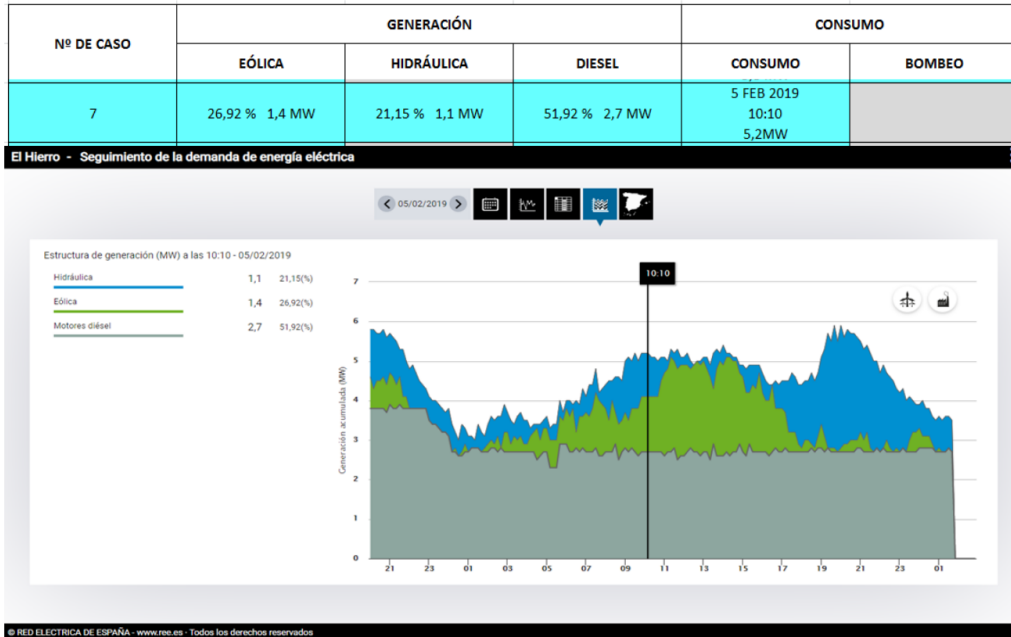 Nº DE CASO
GENERACIÓN
CONSUMO
EÓLICA
HIDRÁULICA
DIESEL
CONSUMO
BOMBEO
7
26,92 % 1,4 MW
21,15 % 1,1 MW
51,92 % 2,7 MW
5 FEB 2019
10:10
5,2MW
El Hierro - Seguimiento de la demanda de energía eléctrica
05/02/2019
Estructura de generación (MW) a las 10:10 - 05/02/2019
Hidráulica 1,1 21,15(%)
Eólica 1,4 26,92(%)
Motores diésel 2,7 51,92(%)
10:10
Generación acumulada (MW)
7
6
5
4
3
2
1
0
21 23 01 03 05 07 09 11 13 15 17 19 21 23 01
© RED ELECTRICA DE ESPAÑA - www.ree.es - Todos los derechos reservados